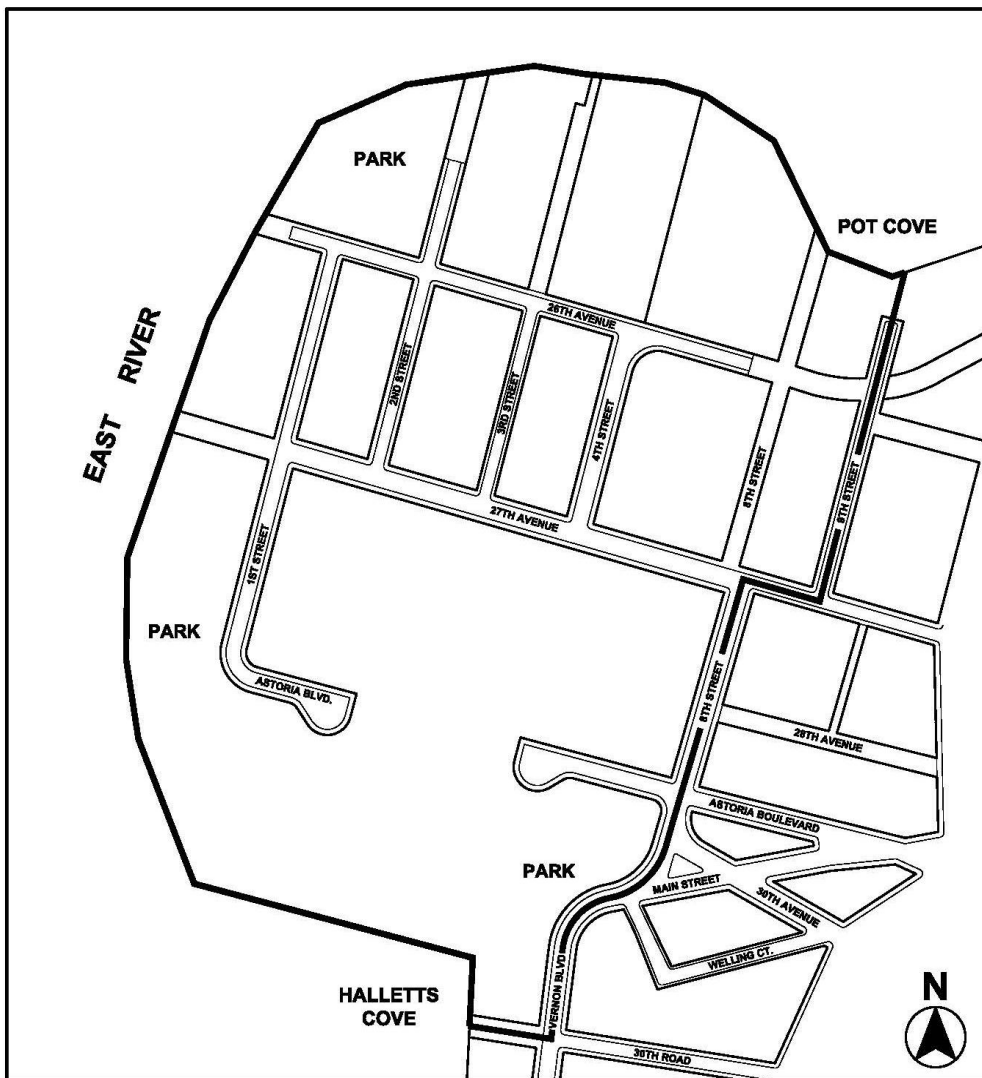 PARK
POT COVE
EAST RIVER
26TH AVENUE
2ND STREET
3RD STREET
4TH STREET
8TH STREET
9TH STREET
27TH AVENUE
1ST STREET
PARK
8TH STREET
ASTORIA BLVD.
28TH AVENUE
ASTORIA BOULEVARD
PARK
MAIN STREET
30TH AVENUE
WELLING CT.
VERNON BLVD
HALLETTS
COVE
30TH ROAD
N